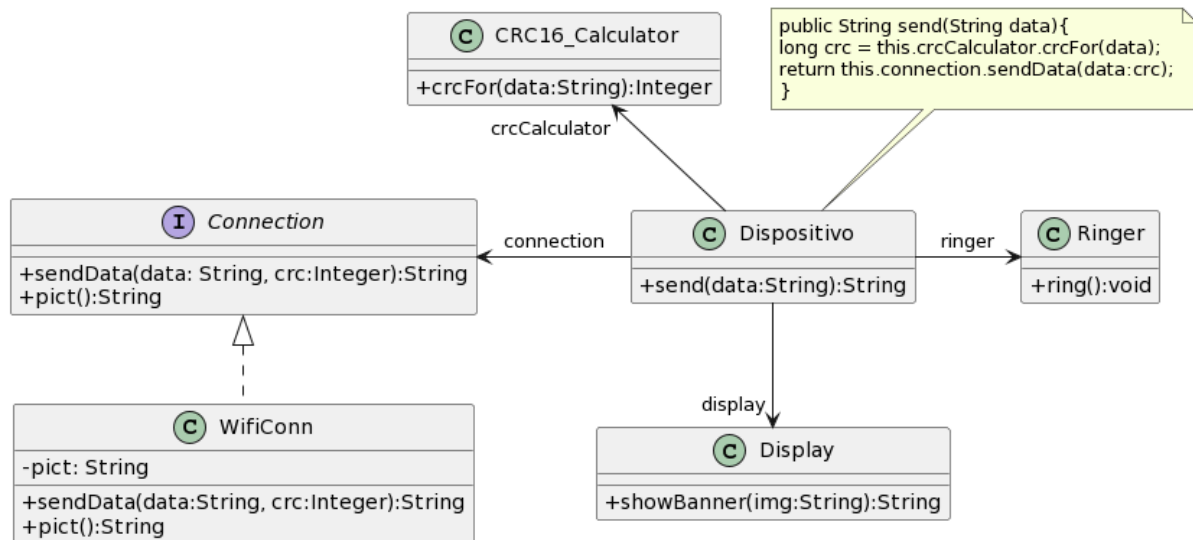 C CRC16_Calculator
+crcFor(data:String):Integer
public String send(String data){
long crc = this.crcCalculator.crcFor(data);
return this.connection.sendData(data:crc);
}
crcCalculator
I Connection
+sendData(data: String, crc:Integer):String
+pict():String
connection
C Dispositivo
+send(data:String):String
ringer
C Ringer
+ring():void
display
C WifiConn
-pict: String
+sendData(data:String, crc:Integer):String
+pict():String
C Display
+showBanner(img:String):String